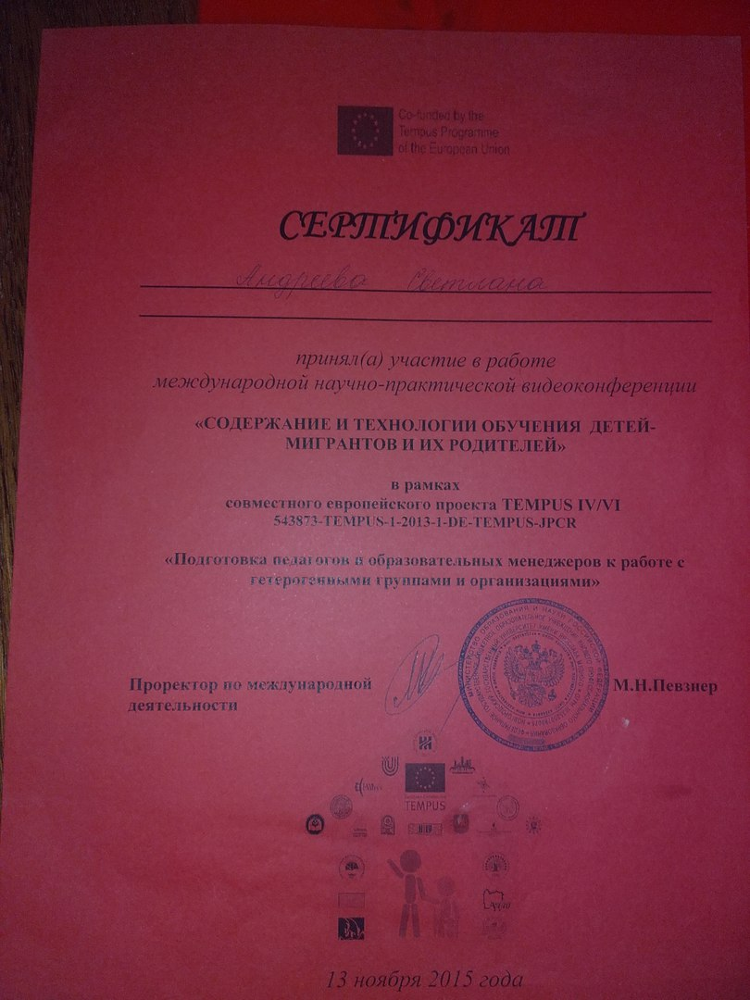 Co-funded by the
Tempus Programme
of the European Union
СЕРТИФИКАТ
Андреева Светлана
принял(а) участие в работе
международной научно-практической видеоконференции
«СОДЕРЖАНИЕ И ТЕХНОЛОГИИ ОБУЧЕНИЯ ДЕТЕЙ-
МИГРАНТОВ И ИХ РОДИТЕЛЕЙ»
в рамках
совместного европейского проекта TEMPUS IV/VI
543873-TEMPUS-1-2013-1-DE-TEMPUS-JPCR
«Подготовка педагогов и образовательных менеджеров к работе с
гетерогенными группами и организациями»
Проректор по международной
деятельности
М.Н.Певзнер
МИНИСТЕРСТВО ОБРАЗОВАНИЯ И НАУКИ
TEMPUS
13 ноября 2015 года